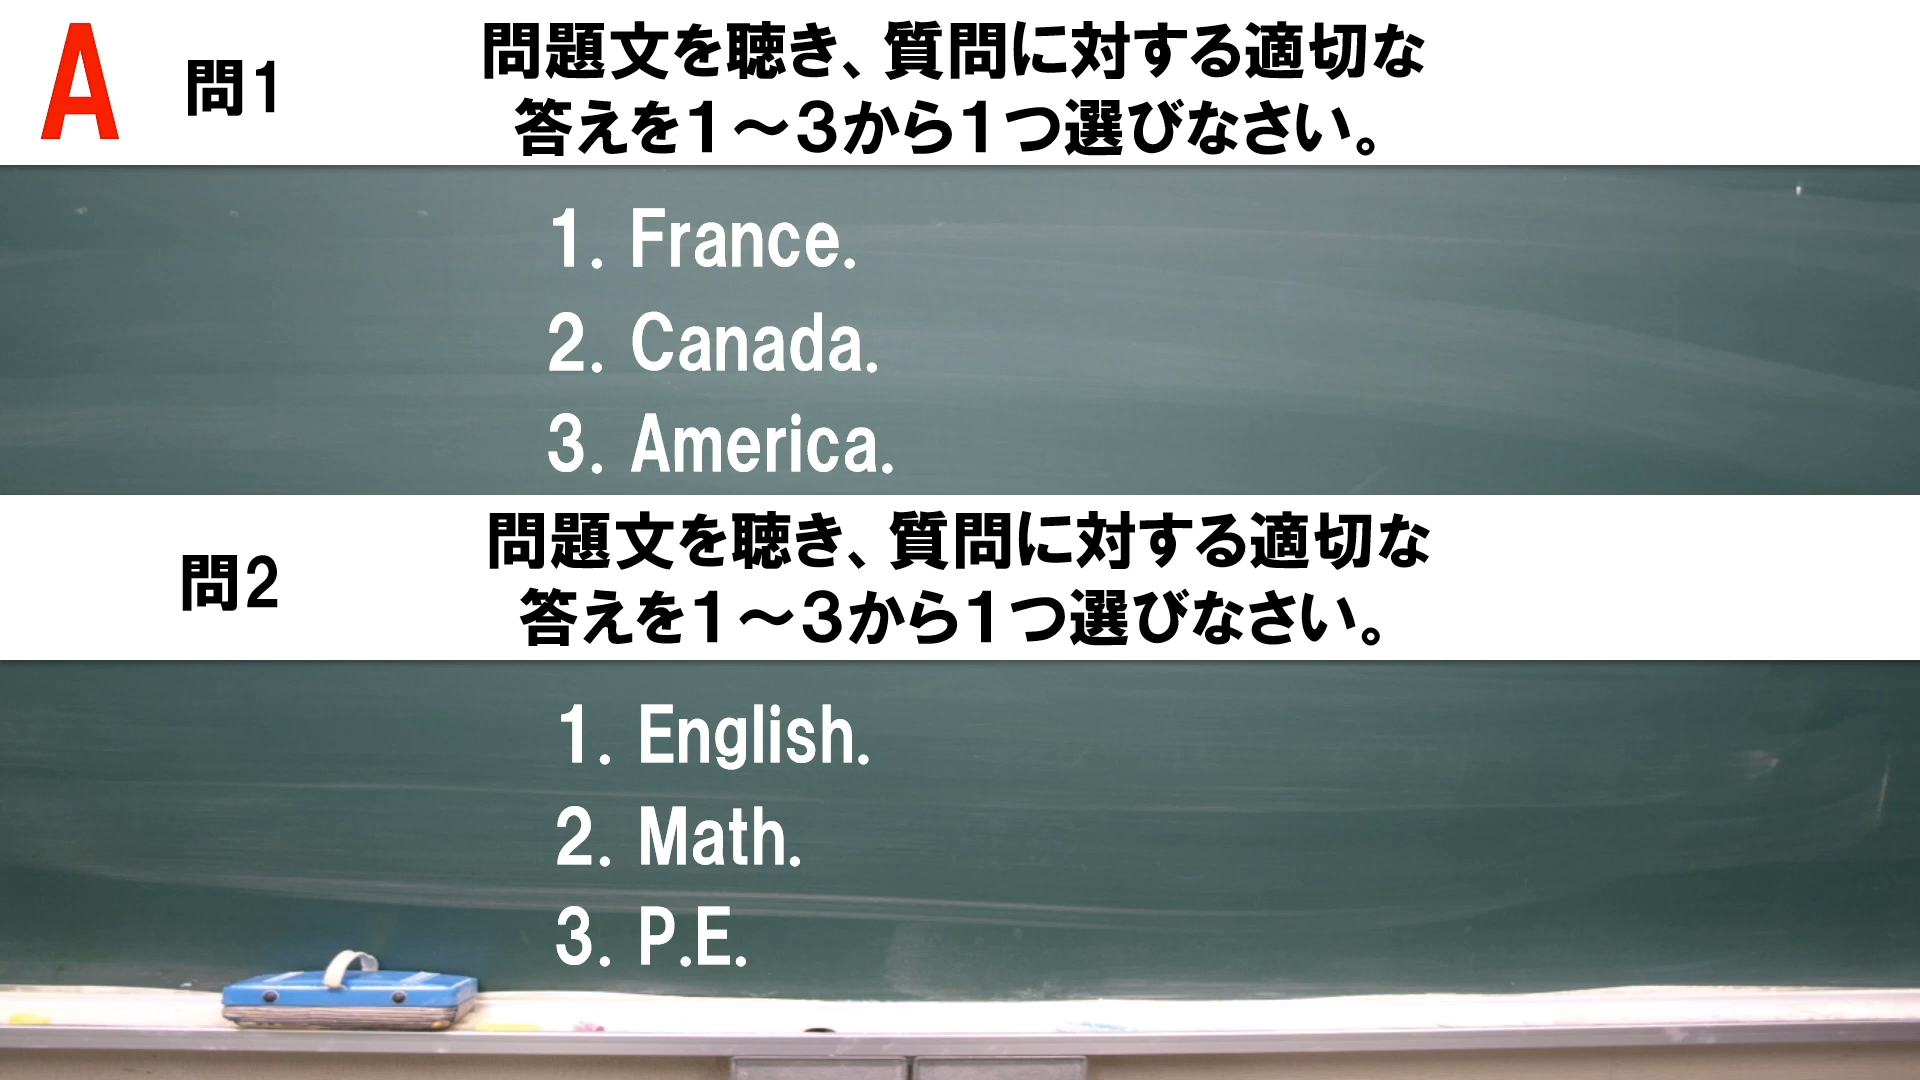 A
問1
問題文を聴き、質問に対する適切な
答えを１～３から１つ選びなさい。
1. France.
2. Canada.
3. America.
問2
問題文を聴き、質問に対する適切な
答えを１～３から１つ選びなさい。
1. English.
2. Math.
3. P.E.